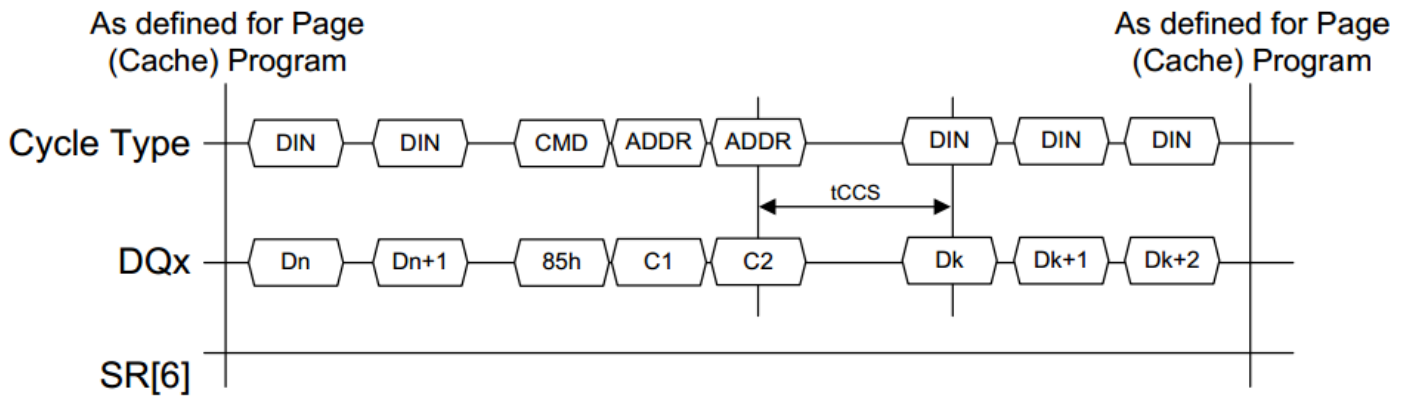 As defined for Page
(Cache) Program
As defined for Page
(Cache) Program
Cycle Type
DIN
DIN
CMD
ADDR
ADDR
DIN
DIN
DIN
tCCS
DQx
Dn
Dn+1
85h
C1
C2
Dk
Dk+1
Dk+2
SR[6]